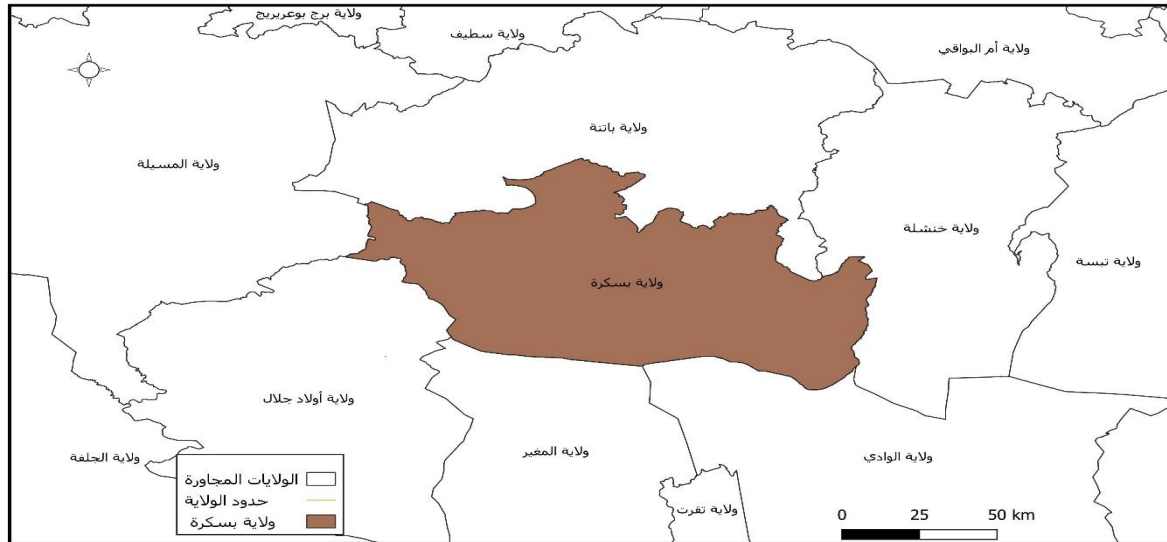 ولاية برج بوعريريج
ولاية سطيف
ولاية أم البواقي
ولاية باتنة
ولاية المسيلة
ولاية خنشلة
ولاية تبسة
ولاية بسكرة
ولاية أولاد جلال
ولاية الجلفة
ولاية المغير
ولاية الوادي
ولاية تقرت
الولايات المجاورة
حدود الولاية
ولاية بسكرة
0 25 50 km